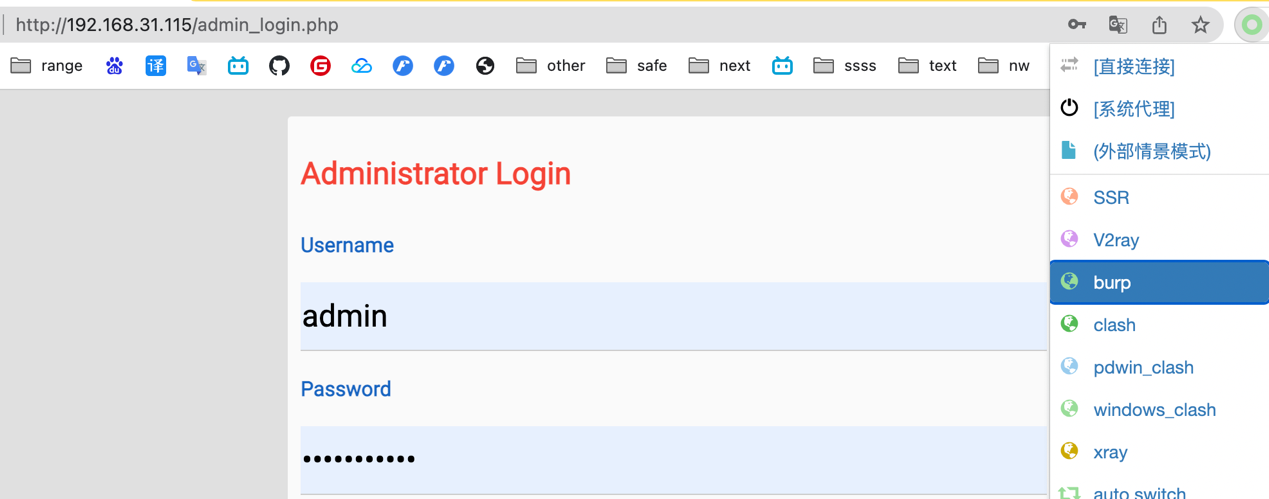 http://192.168.31.115/admin_login.php
range
译
other
safe
next
ssss
text
nw
[直接连接]
[系统代理]
(外部情景模式)
SSR
V2ray
burp
clash
pdwin_clash
windows_clash
xray
auto switch
Administrator Login
Username
admin
Password
•••••••••••